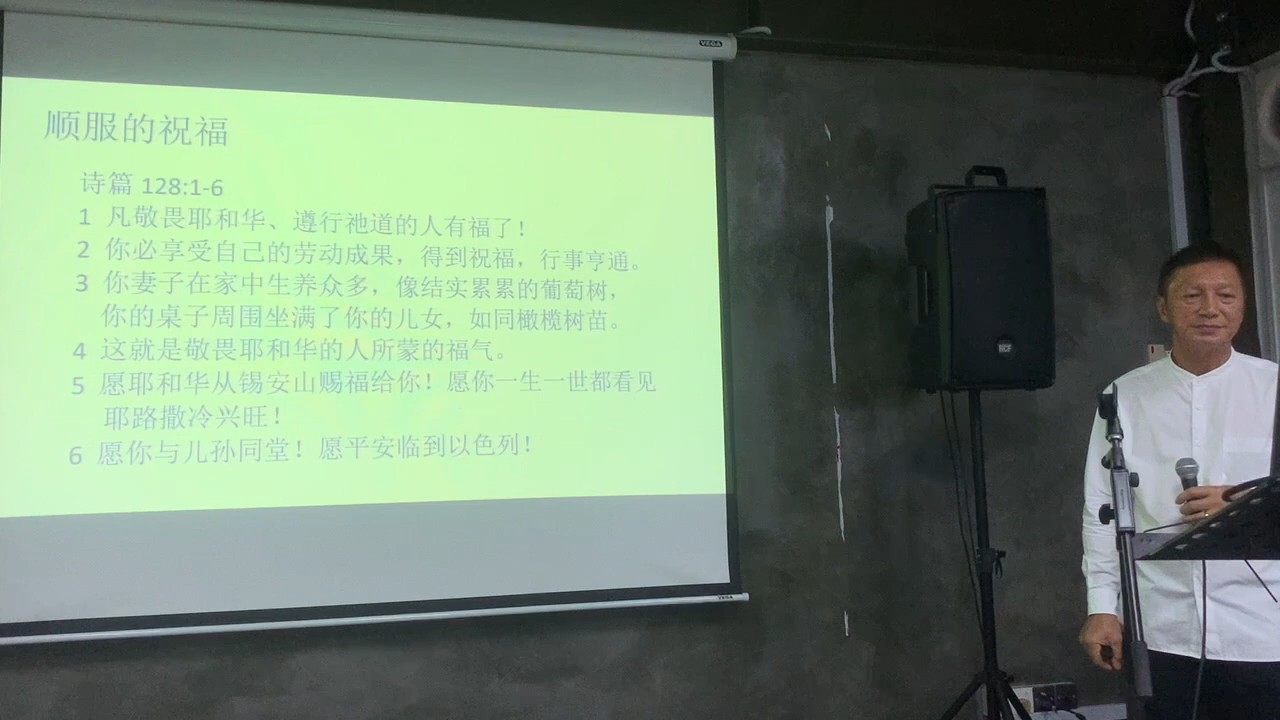 VEGA
顺服的祝福
诗篇 128:1-6
1 凡敬畏耶和华、遵行祂道的人有福了！
2 你必享受自己的劳动成果，得到祝福，行事亨通。
3 你妻子在家中生养众多，像结实累累的葡萄树，
你的桌子周围坐满了你的儿女，如同橄榄树苗。
4 这就是敬畏耶和华的人所蒙的福气。
5 愿耶和华从锡安山赐福给你！愿你一生一世都看见
耶路撒冷兴旺！
6 愿你与儿孙同堂！愿平安临到以色列！
VEGA
RCF